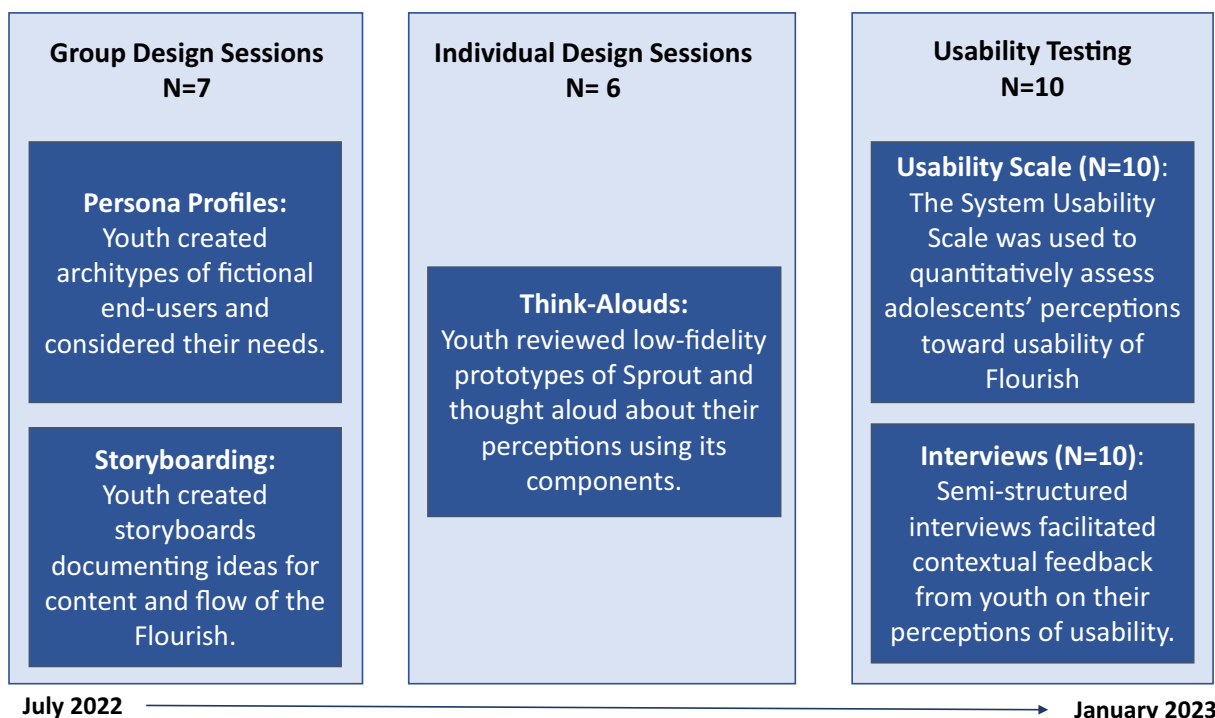 Group Design Sessions
N=7
Persona Profiles:
Youth created
architypes of fictional
end-users and
considered their needs.
Storyboarding:
Youth created
storyboards
documenting ideas for
content and flow of the
Flourish.
Individual Design Sessions
N= 6
Think-Alouds:
Youth reviewed low-fidelity
prototypes of Sprout and
thought aloud about their
perceptions using its
components.
Usability Testing
N=10
Usability Scale (N=10):
The System Usability
Scale was used to
quantitatively assess
adolescents’ perceptions
toward usability of
Flourish
Interviews (N=10):
Semi-structured
interviews facilitated
contextual feedback
from youth on their
perceptions of usability.
July 2022
January 2023